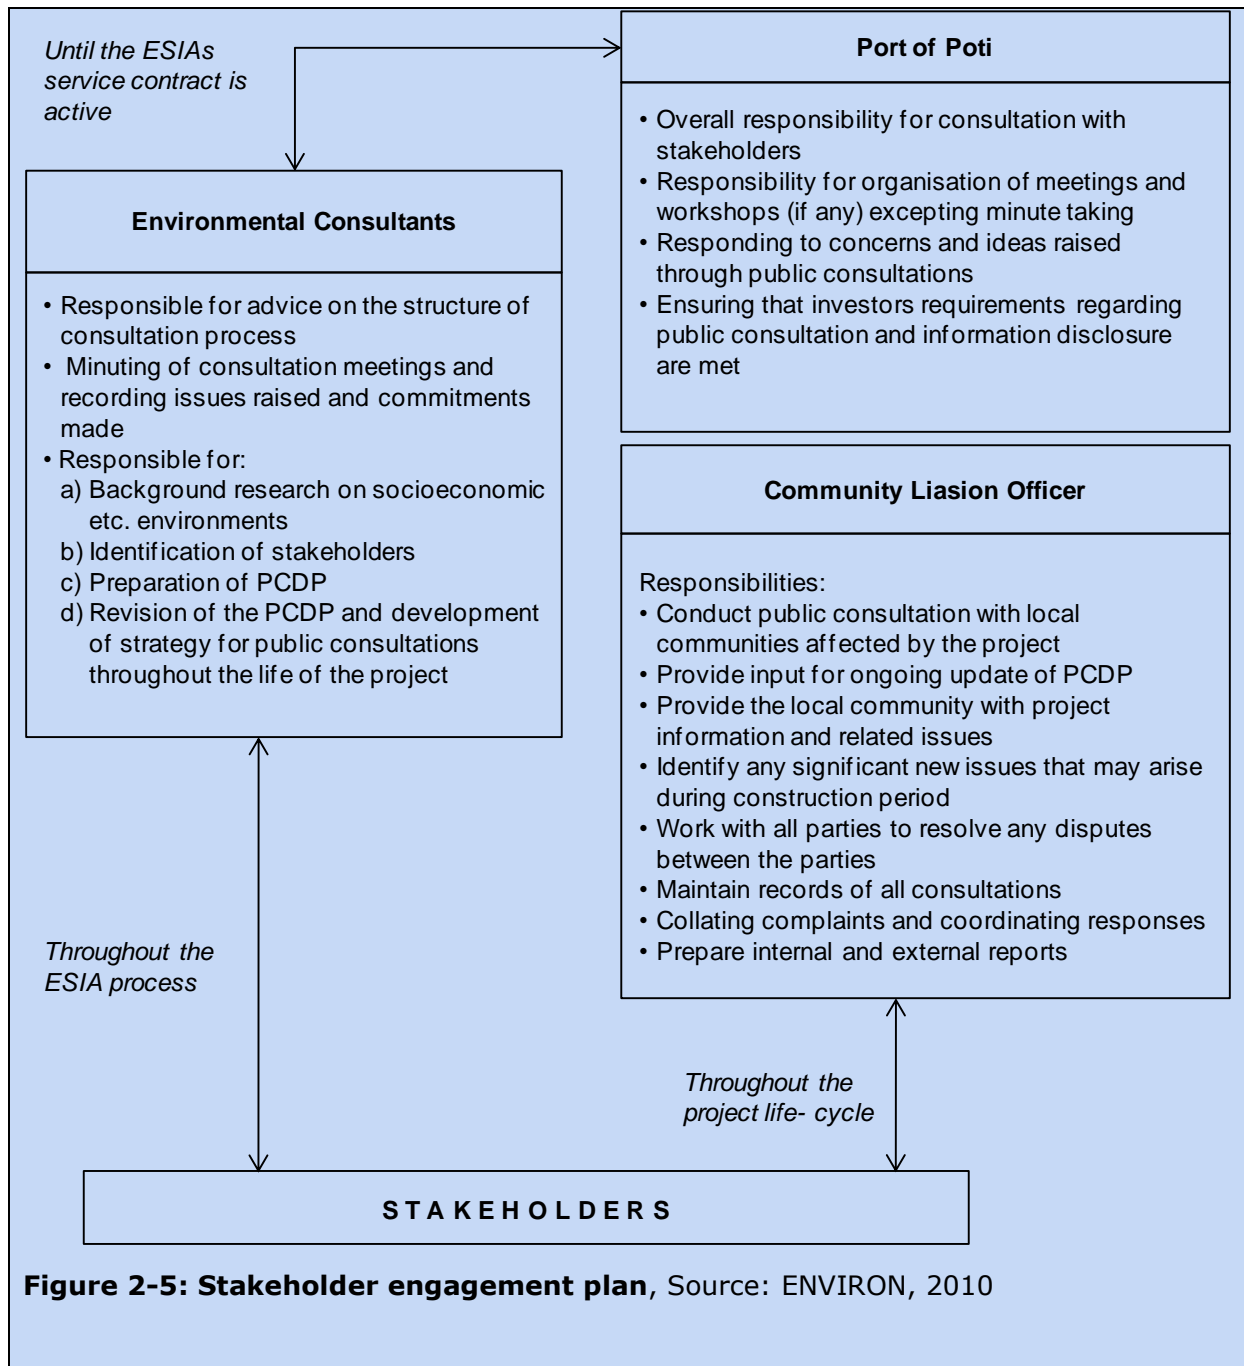 Until the ESIAs
service contract is
active
Port of Poti
• Overall responsibility for consultation with
stakeholders
• Responsibility for organisation of meetings and
workshops (if any) excepting minute taking
• Responding to concerns and ideas raised
through public consultations
• Ensuring that investors requirements regarding
public consultation and information disclosure
are met
Environmental Consultants
• Responsible for advice on the structure of
consultation process
• Minuting of consultation meetings and
recording issues raised and commitments
made
• Responsible for:
a) Background research on socioeconomic
etc. environments
b) Identification of stakeholders
c) Preparation of PCDP
d) Revision of the PCDP and development
of strategy for public consultations
throughout the life of the project
Community Liasion Officer
Responsibilities:
• Conduct public consultation with local
communities affected by the project
• Provide input for ongoing update of PCDP
• Provide the local community with project
information and related issues
• Identify any significant new issues that may arise
during construction period
• Work with all parties to resolve any disputes
between the parties
• Maintain records of all consultations
• Collating complaints and coordinating responses
• Prepare internal and external reports
Throughout the
ESIA process
Throughout the
project life- cycle
STAKEHOLDERS
Figure 2-5: Stakeholder engagement plan, Source: ENVIRON, 2010